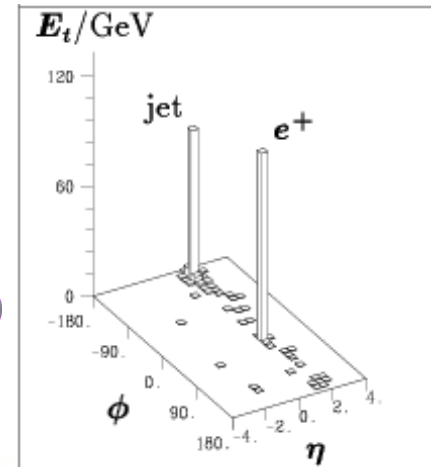 E_t/GeV
120
jet
e^+
60
0
-180.
-90.
0.
90.
180.
-4.
-2.
0.
2.
4.
ϕ
η